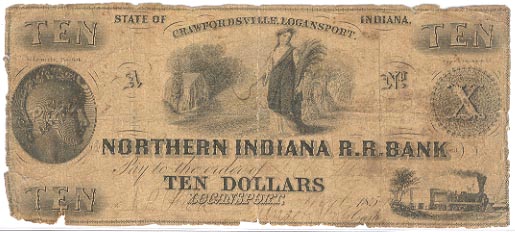 TEN STATE OF INDIANA, TEN
CRAWFORDSVILLE, LOGANSPORT.
A No
X
NORTHERN INDIANA R.R. BANK
Pay to the order of
TEN DOLLARS
TEN LOGANSPORT, 185